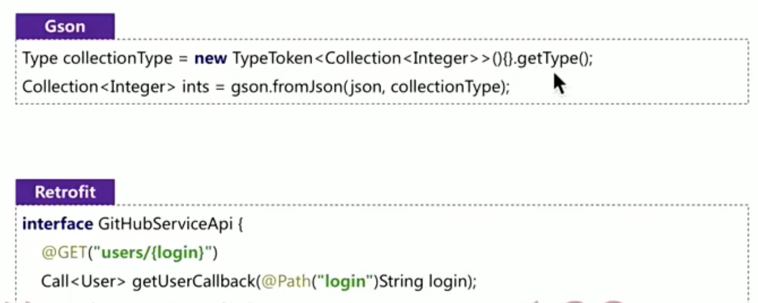 Gson
Type collectionType = new TypeToken<Collection<Integer>>(){}.getType();
Collection<Integer> ints = gson.fromJson(json, collectionType);
Retrofit
interface GitHubServiceApi {
@GET("users/{login}")
Call<User> getUserCallback(@Path("login")String login);